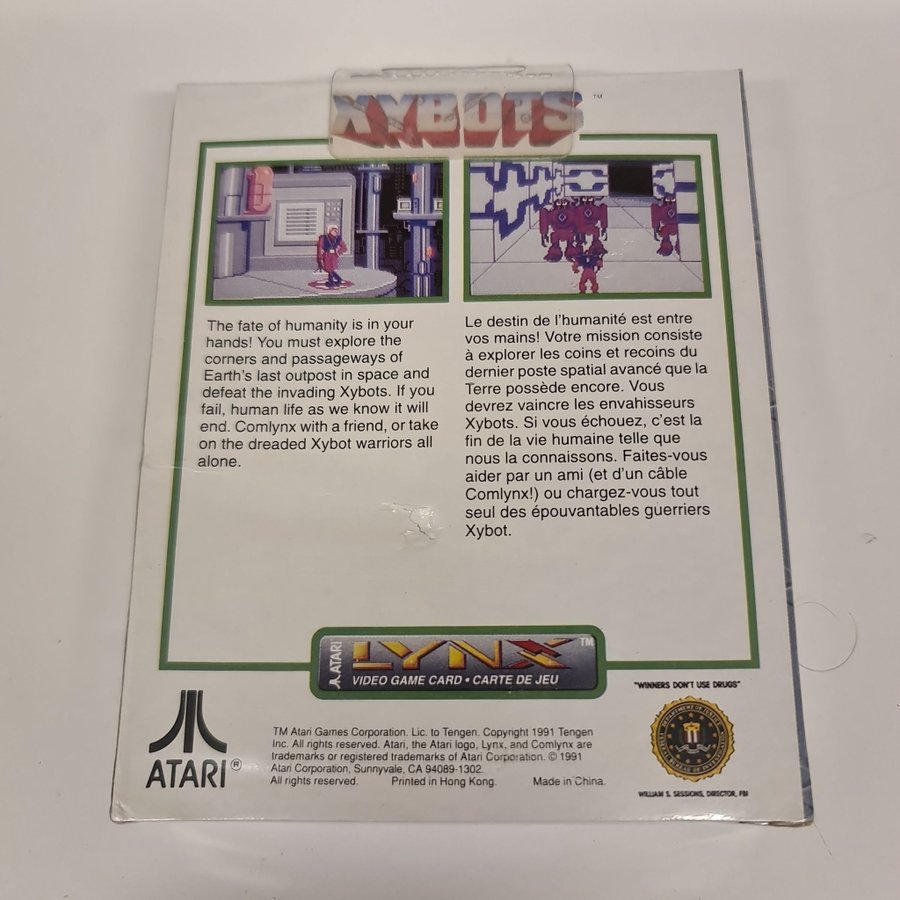 XYBOTS
TM
The fate of humanity is in your
hands! You must explore the
corners and passageways of
Earth's last outpost in space and
defeat the invading Xybots. If you
fail, human life as we know it will
end. Comlynx with a friend, or take
on the dreaded Xybot warriors all
alone.
Le destin de l'humanité est entre
vos mains! Votre mission consiste
à explorer les coins et recoins du
dernier poste spatial avancé que la
Terre possède encore. Vous
devrez vaincre les envahisseurs
Xybots. Si vous échouez, c'est la
fin de la vie humaine telle que
nous la connaissons. Faites-vous
aider par un ami (et d'un câble
Comlynx!) ou chargez-vous tout
seul des épouvantables guerriers
Xybot.
ATARI LYNX TM
VIDEO GAME CARD • CARTE DE JEU
ATARI®
TM Atari Games Corporation. Lic. to Tengen. Copyright 1991 Tengen
Inc. All rights reserved. Atari, the Atari logo, Lynx, and Comlynx are
trademarks or registered trademarks of Atari Corporation. © 1991
Atari Corporation, Sunnyvale, CA 94089-1302.
All rights reserved. Printed in Hong Kong. Made in China.
"WINNERS DON'T USE DRUGS"
WILLIAM S. SESSIONS, DIRECTOR, FBI